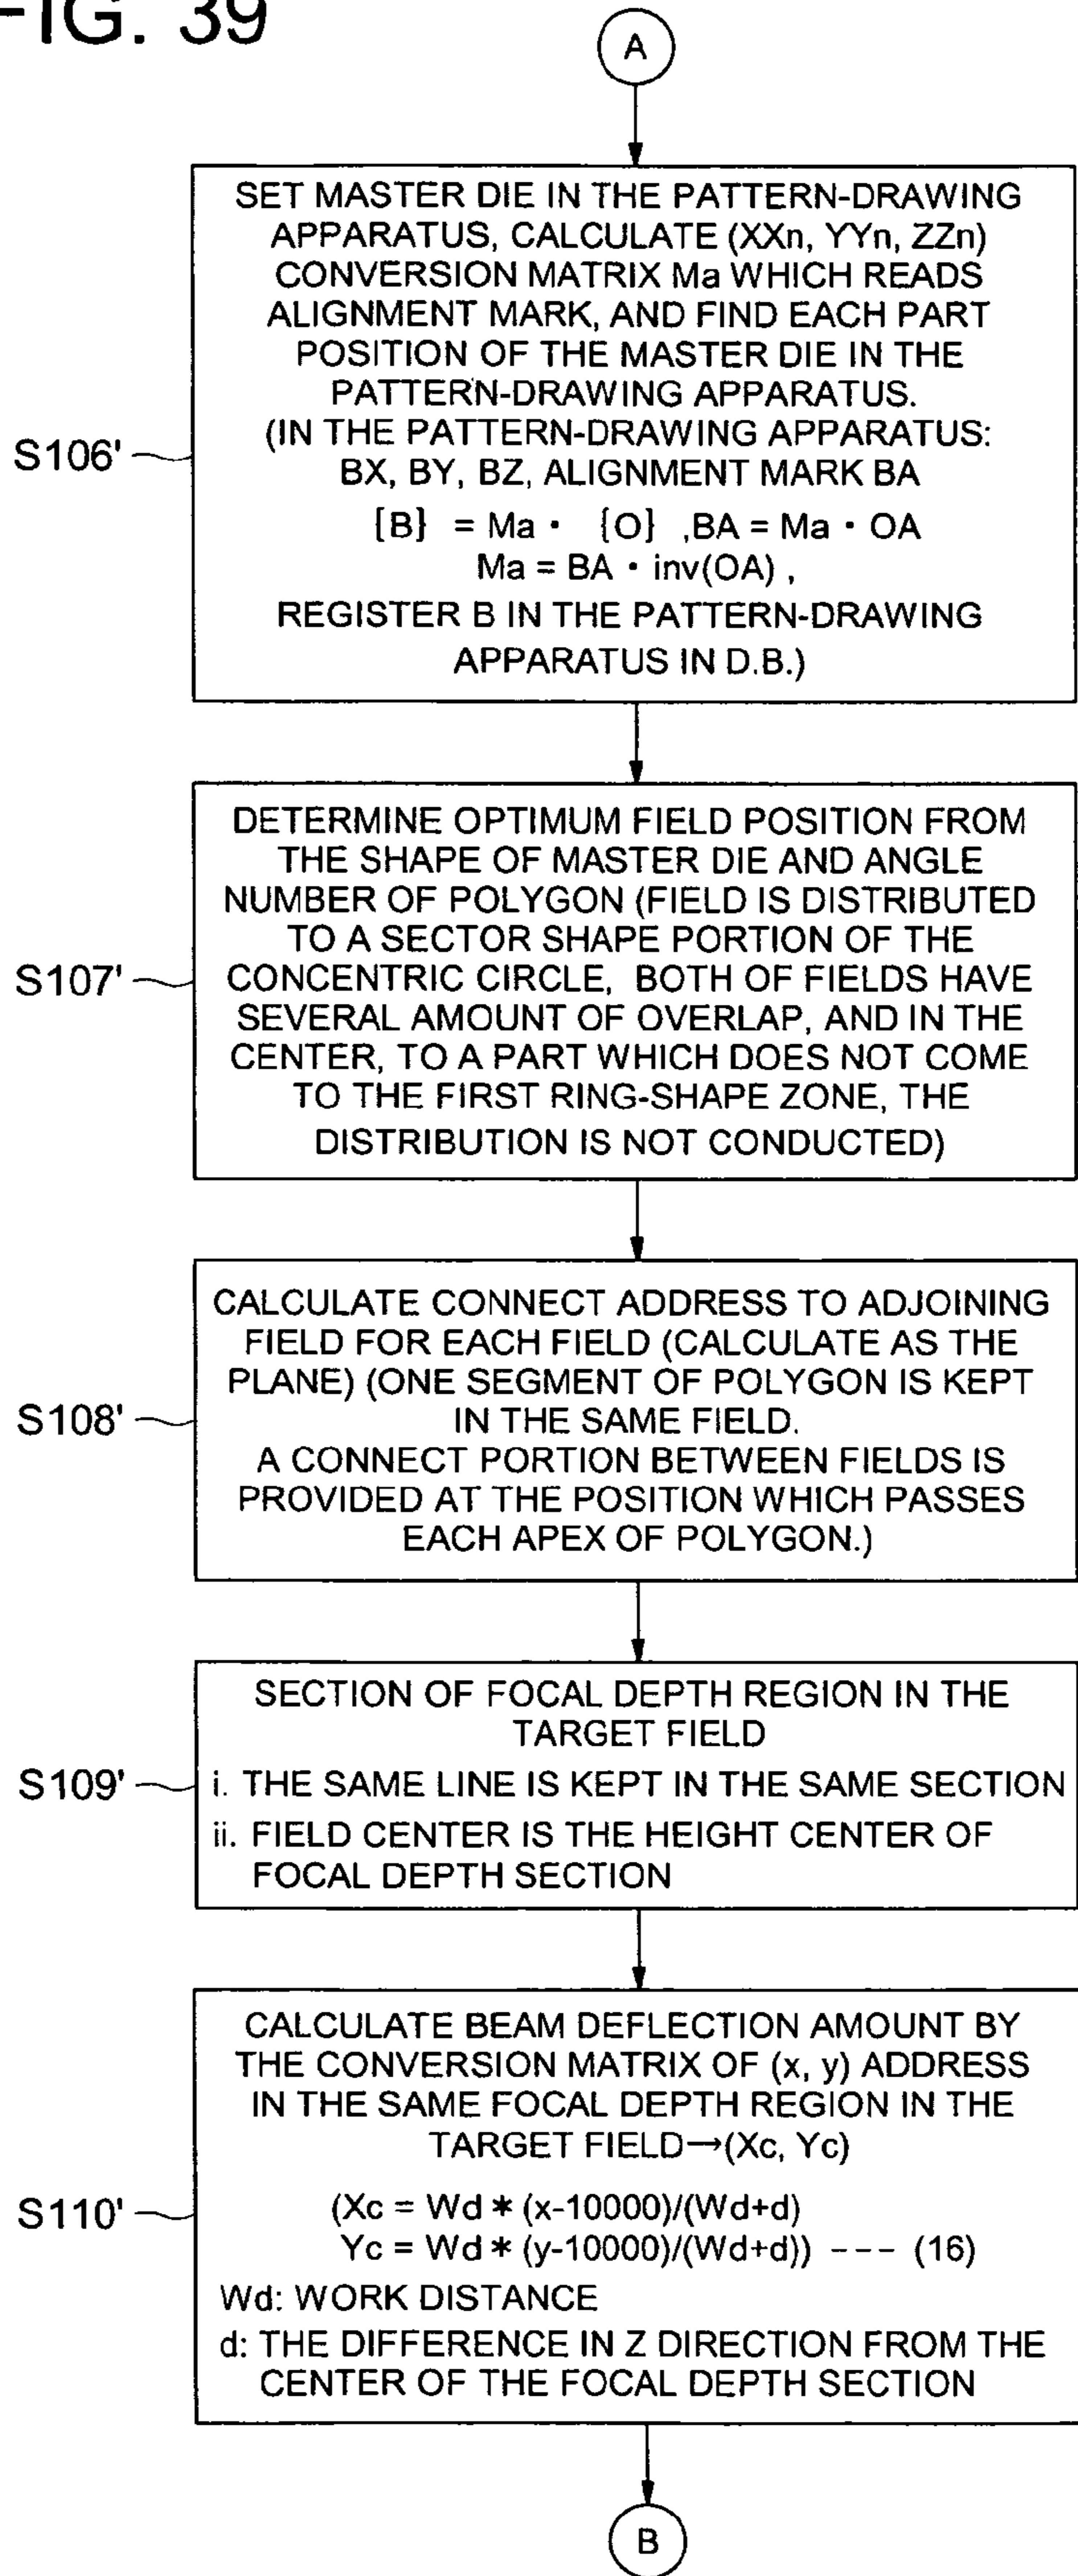 FIG. 39
A
SET MASTER DIE IN THE PATTERN-DRAWING
APPARATUS, CALCULATE (XXn, YYn, ZZn)
CONVERSION MATRIX Ma WHICH READS
ALIGNMENT MARK, AND FIND EACH PART
POSITION OF THE MASTER DIE IN THE
PATTERN-DRAWING APPARATUS.
(IN THE PATTERN-DRAWING APPARATUS:
BX, BY, BZ, ALIGNMENT MARK BA
{B} = Ma · {O} ,BA = Ma · OA
Ma = BA · inv(OA) ,
REGISTER B IN THE PATTERN-DRAWING
APPARATUS IN D.B.)
S106'
DETERMINE OPTIMUM FIELD POSITION FROM
THE SHAPE OF MASTER DIE AND ANGLE
NUMBER OF POLYGON (FIELD IS DISTRIBUTED
TO A SECTOR SHAPE PORTION OF THE
CONCENTRIC CIRCLE, BOTH OF FIELDS HAVE
SEVERAL AMOUNT OF OVERLAP, AND IN THE
CENTER, TO A PART WHICH DOES NOT COME
TO THE FIRST RING-SHAPE ZONE, THE
DISTRIBUTION IS NOT CONDUCTED)
S107'
CALCULATE CONNECT ADDRESS TO ADJOINING
FIELD FOR EACH FIELD (CALCULATE AS THE
PLANE) (ONE SEGMENT OF POLYGON IS KEPT
IN THE SAME FIELD.
A CONNECT PORTION BETWEEN FIELDS IS
PROVIDED AT THE POSITION WHICH PASSES
EACH APEX OF POLYGON.)
S108'
SECTION OF FOCAL DEPTH REGION IN THE
TARGET FIELD
i. THE SAME LINE IS KEPT IN THE SAME SECTION
ii. FIELD CENTER IS THE HEIGHT CENTER OF
FOCAL DEPTH SECTION
S109'
CALCULATE BEAM DEFLECTION AMOUNT BY
THE CONVERSION MATRIX OF (x, y) ADDRESS
IN THE SAME FOCAL DEPTH REGION IN THE
TARGET FIELD→(Xc, Yc)
(Xc = Wd * (x-10000)/(Wd+d)
Yc = Wd * (y-10000)/(Wd+d)) --- (16)
Wd: WORK DISTANCE
d: THE DIFFERENCE IN Z DIRECTION FROM THE
CENTER OF THE FOCAL DEPTH SECTION
S110'
B